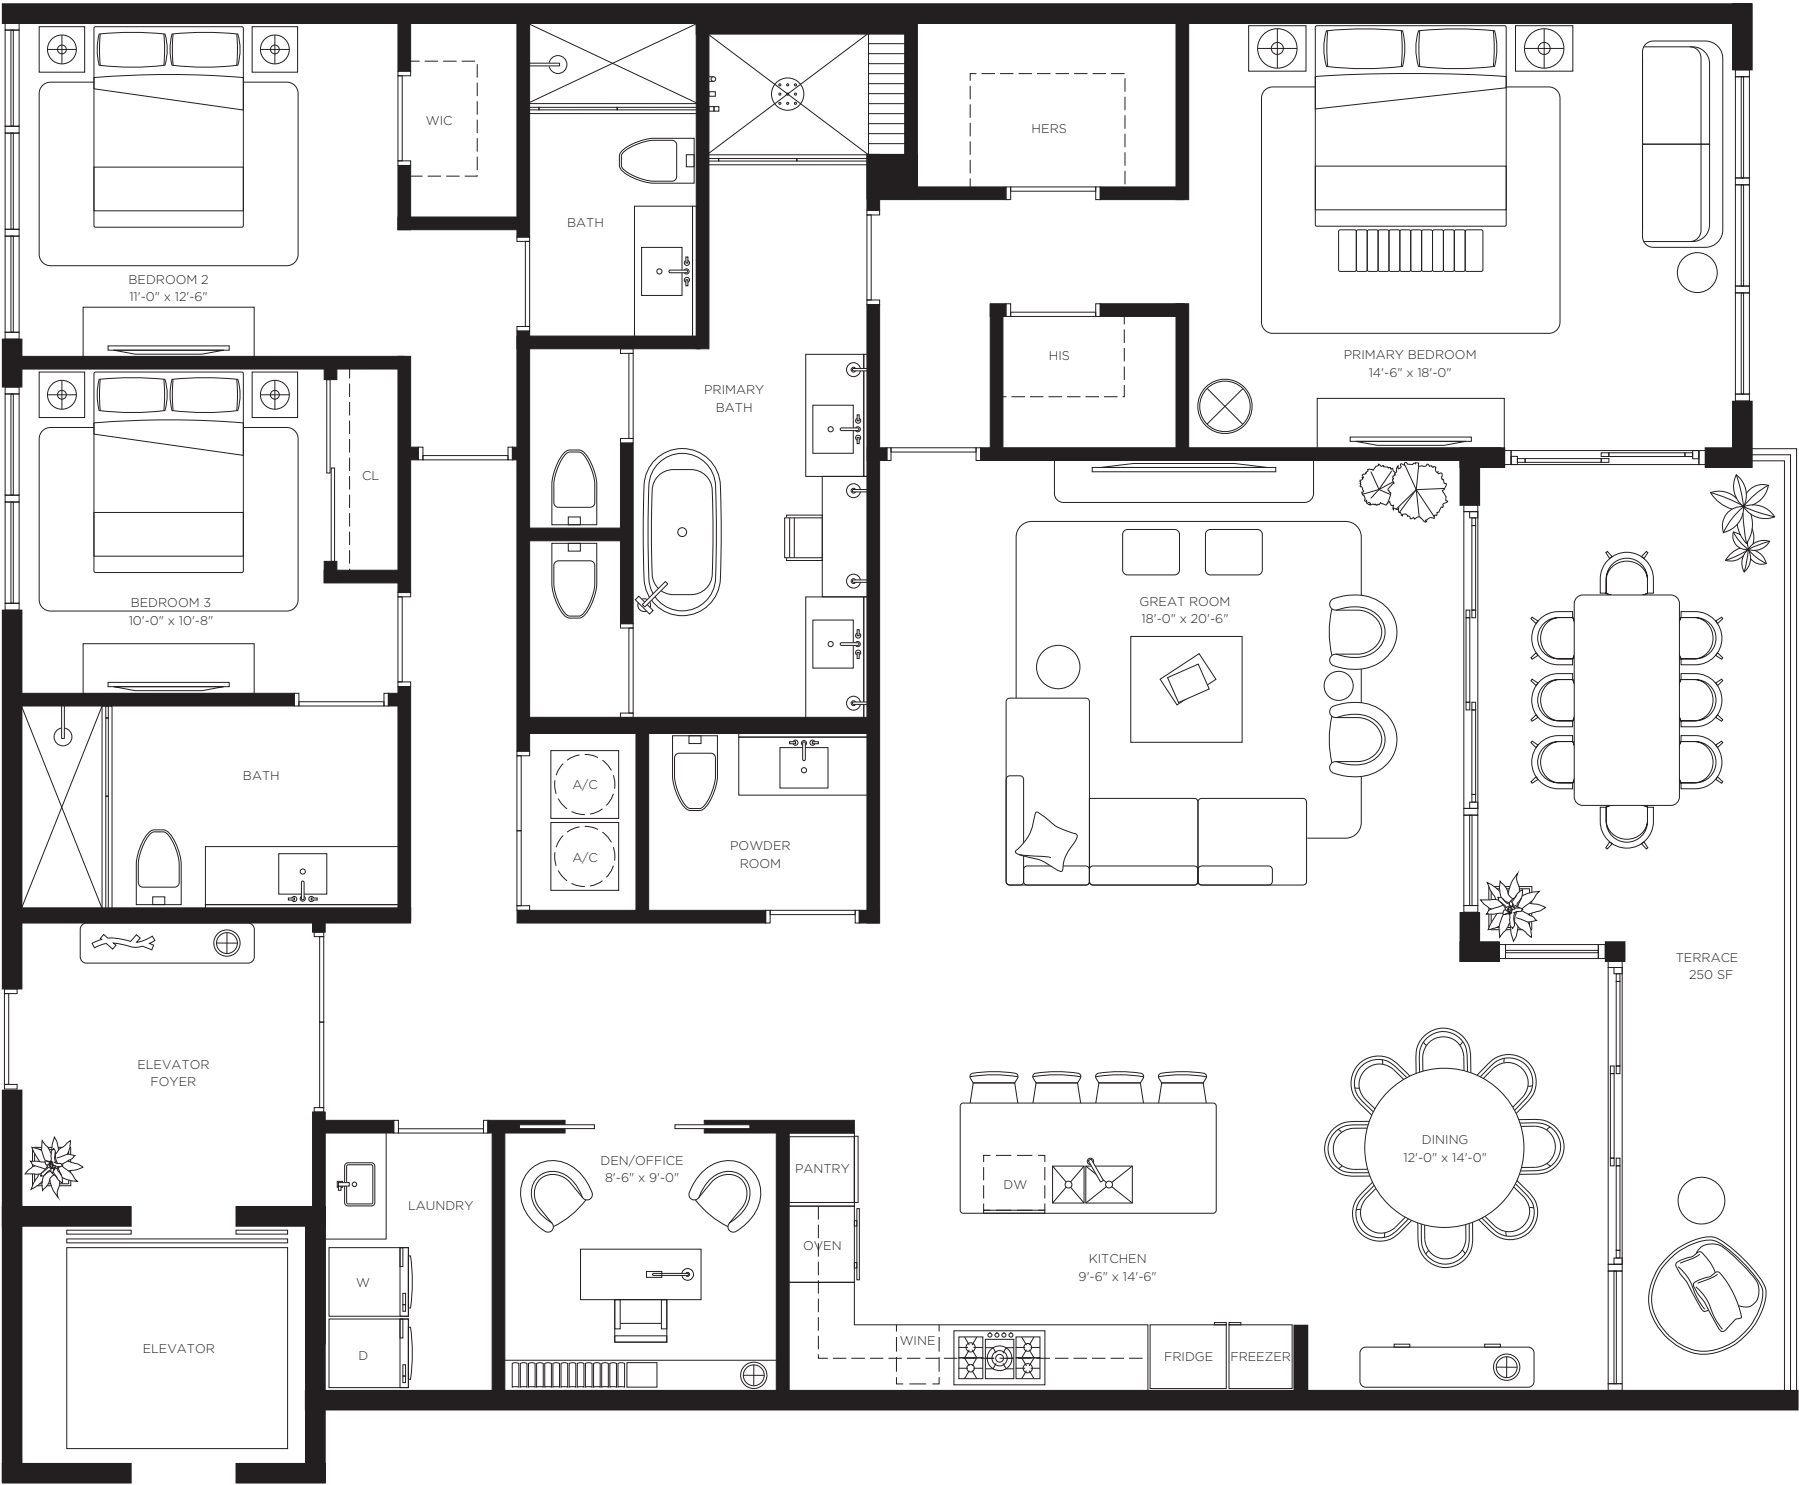 WIC
HERS
BATH
BEDROOM 2
11'-0" x 12'-6"
HIS
PRIMARY BEDROOM
14'-6" x 18'-0"
PRIMARY
BATH
CL
BEDROOM 3
10'-0" x 10'-8"
GREAT ROOM
18'-0" x 20'-6"
BATH
A/C
A/C
POWDER
ROOM
TERRACE
250 SF
ELEVATOR
FOYER
DEN/OFFICE
8'-6" x 9'-0"
PANTRY
DW
DINING
12'-0" x 14'-0"
LAUNDRY
OVEN
KITCHEN
9'-6" x 14'-6"
W
D
WINE
FRIDGE
FREEZER
ELEVATOR